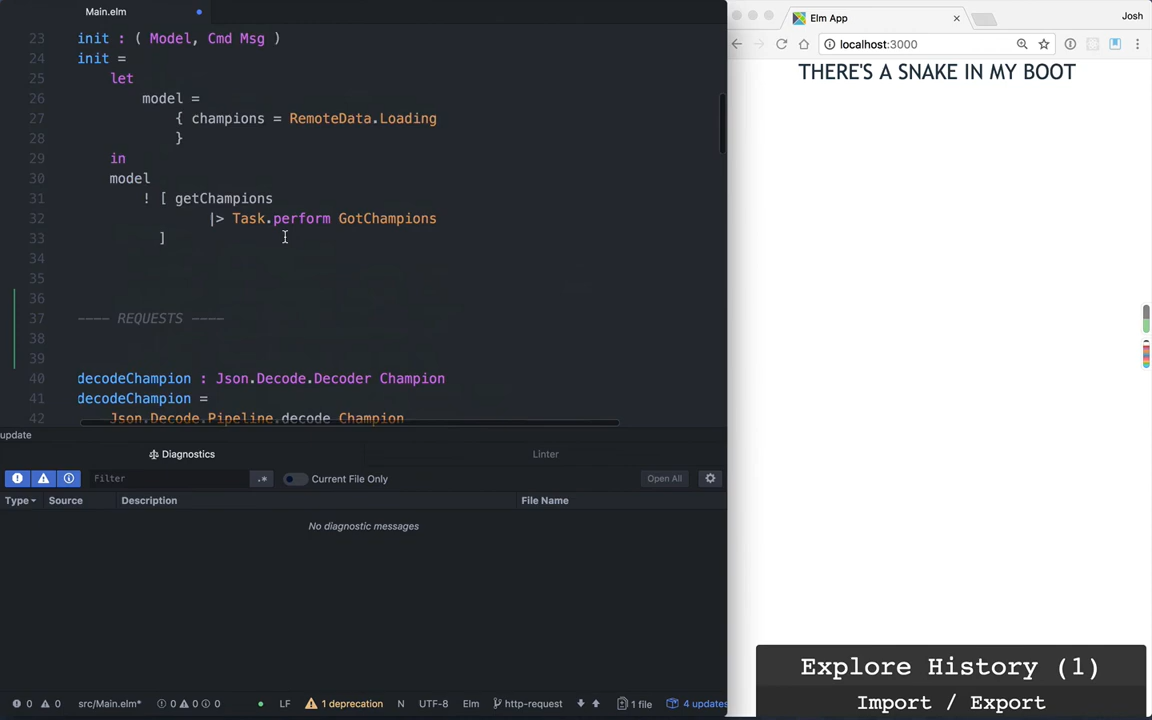 Main.elm
23 init : ( Model, Cmd Msg )
24 init =
25 let
26 model =
27 { champions = RemoteData.Loading
28 }
29 in
30 model
31 ! [ getChampions
32 |> Task.perform GotChampions
33 ]
34
35
36
37 ---- REQUESTS ----
38
39
40 decodeChampion : Json.Decode.Decoder Champion
41 decodeChampion =
42 Json.Decode.Pipeline.decode Champion
update
Diagnostics Linter
Filter .* Current File Only Open All
Type Source Description File Name
No diagnostic messages
0 0 src/Main.elm* 0 0 0 LF 1 deprecation N UTF-8 Elm http-request 1 file 4 updates
Elm App Josh
localhost:3000
THERE'S A SNAKE IN MY BOOT
Explore History (1)
Import / Export